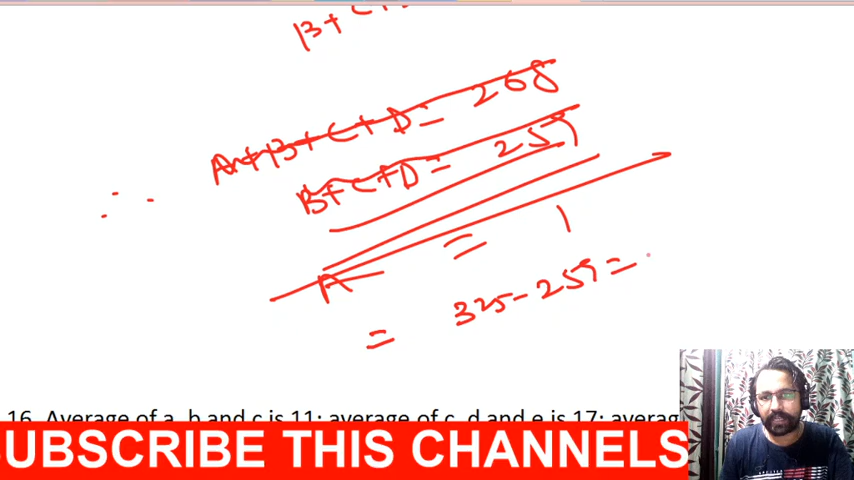 B+ C+
A+B+C+D= 268
B+C+D= 259
∴
A = 1
= 325-259=
16. Average of a, b and c is 11; average of c, d and e is 17; averag
SUBSCRIBE THIS CHANNELS